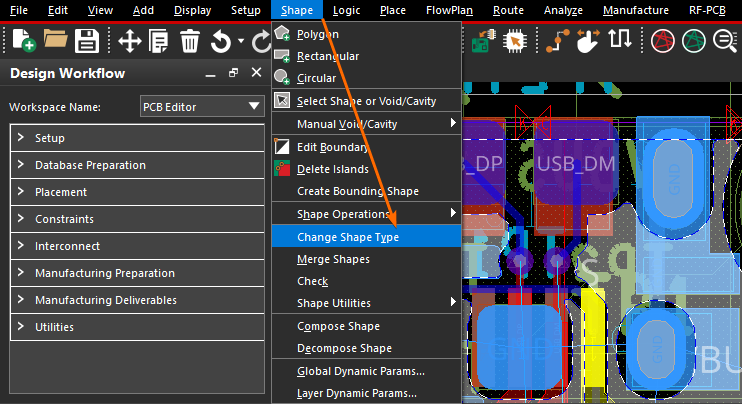 File Edit View Add Display Setup Shape Logic Place FlowPlan Route Analyze Manufacture RF-PCB
Polygon
Rectangular
Circular
Select Shape or Void/Cavity
Manual Void/Cavity
Edit Boundary
Delete Islands
Create Bounding Shape
Shape Operations
Change Shape Type
Merge Shapes
Check
Shape Utilities
Compose Shape
Decompose Shape
Global Dynamic Params...
Layer Dynamic Params...
Design Workflow
Workspace Name: PCB Editor
Setup
Database Preparation
Placement
Constraints
Interconnect
Manufacturing Preparation
Manufacturing Deliverables
Utilities
_DP
USB_DM
GND
S
GND
BU